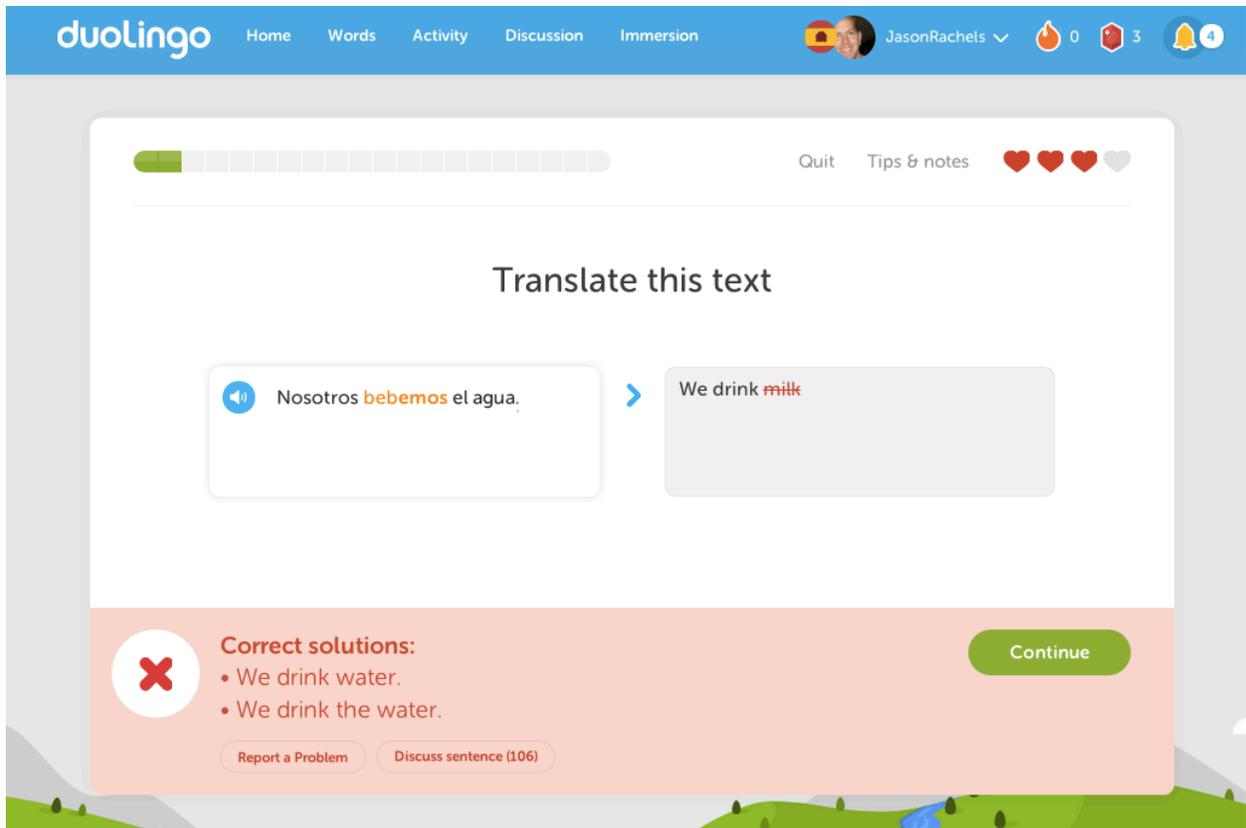 duolingo Home Words Activity Discussion Immersion JasonRachels 0 3 4
Quit Tips & notes
Translate this text
Nosotros bebemos el agua. We drink milk
Correct solutions: Continue
• We drink water.
• We drink the water.
Report a Problem Discuss sentence (106)